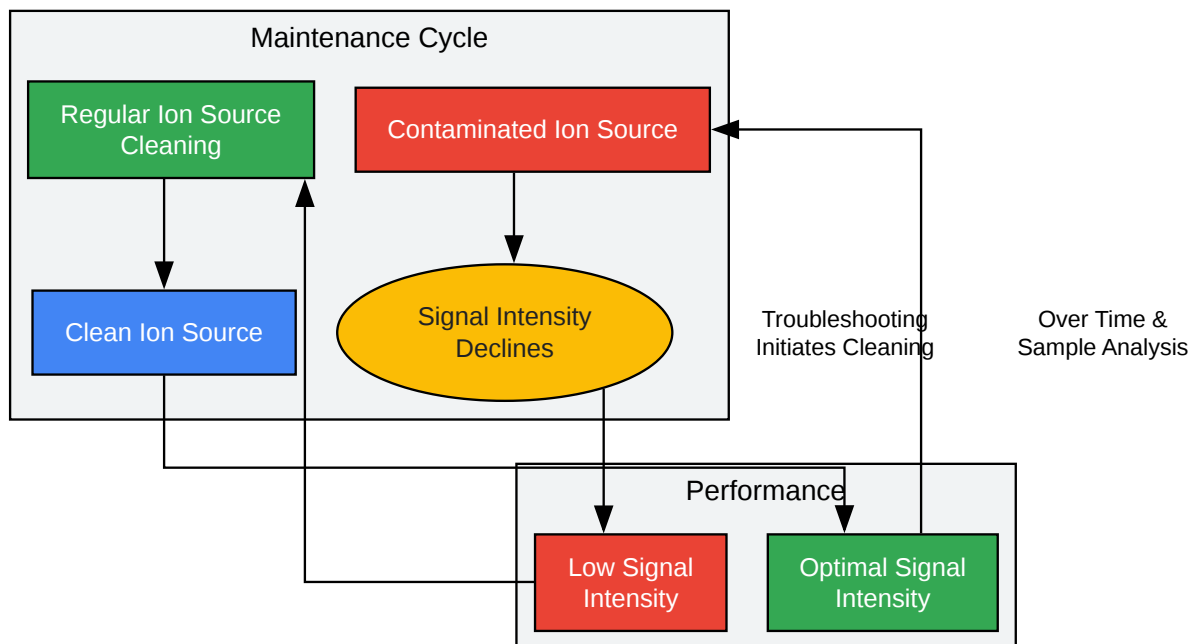 Maintenance Cycle
Regular Ion Source
Cleaning
Contaminated Ion Source
Clean Ion Source
Signal Intensity
Declines
Troubleshooting
Initiates Cleaning
Over Time &
Sample Analysis
Performance
Low Signal
Intensity
Optimal Signal
Intensity